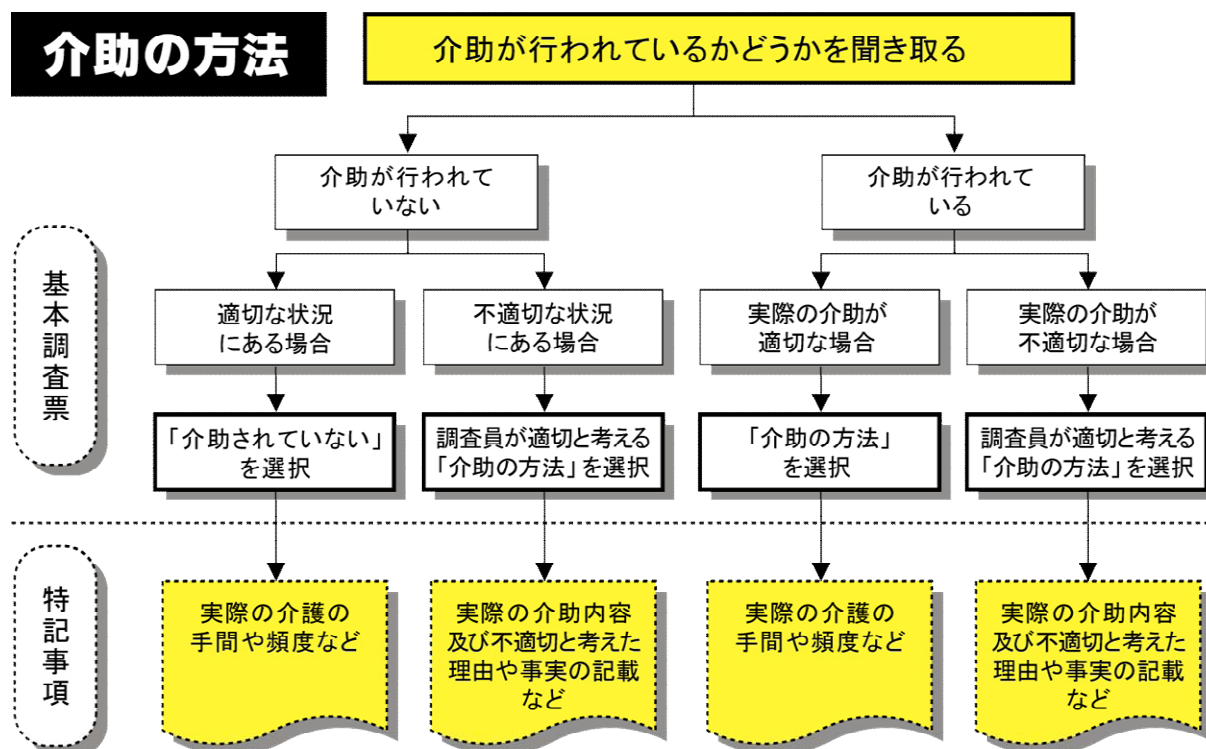 介助の方法
介助が行われているかどうかを聞き取る
介助が行われて
いない
介助が行われて
いる
基本調査票
適切な状況
にある場合
不適切な状況
にある場合
実際の介助が
適切な場合
実際の介助が
不適切な場合
「介助されていない」
を選択
調査員が適切と考える
「介助の方法」を選択
「介助の方法」
を選択
調査員が適切と考える
「介助の方法」を選択
特記事項
実際の介護の
手間や頻度など
実際の介助内容
及び不適切と考えた
理由や事実の記載
など
実際の介護の
手間や頻度など
実際の介助内容
及び不適切と考えた
理由や事実の記載
など